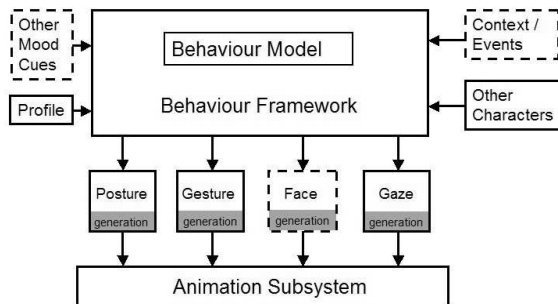 Other
Mood
Cues
Behaviour Model
Context /
Events
Profile
Behaviour Framework
Other
Characters
Posture
generation
Gesture
generation
Face
generation
Gaze
generation
Animation Subsystem